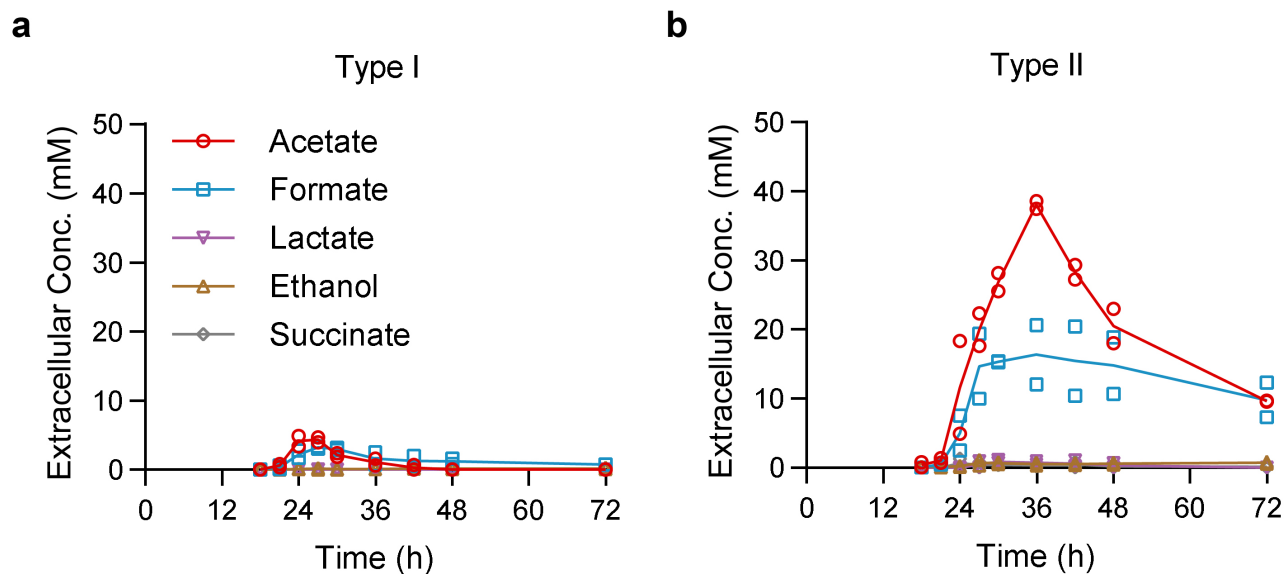 a
Type I
Extracellular Conc. (mM)
50
40
30
20
10
0
Acetate
Formate
Lactate
Ethanol
Succinate
0 12 24 36 48 60 72
Time (h)
b
Type II
Extracellular Conc. (mM)
50
40
30
20
10
0
0 12 24 36 48 60 72
Time (h)